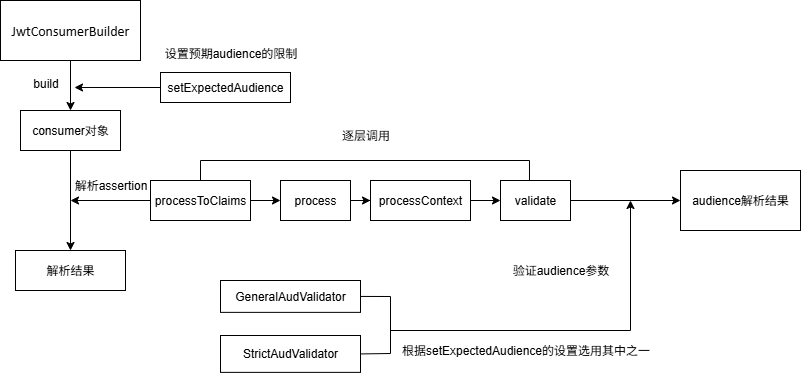 JwtConsumerBuilder
设置预期audience的限制
build
setExpectedAudience
consumer对象
逐层调用
解析assertion
processToClaims
process
processContext
validate
audience解析结果
解析结果
验证audience参数
GeneralAudValidator
StrictAudValidator
根据setExpectedAudience的设置选用其中之一